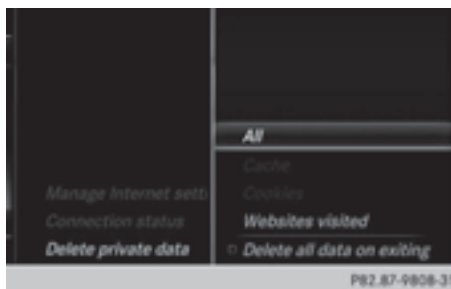 All
Cache
Cookies
Manage Internet setti
Connection status
Websites visited
Delete private data
Delete all data on exiting
P82.87-9808-31